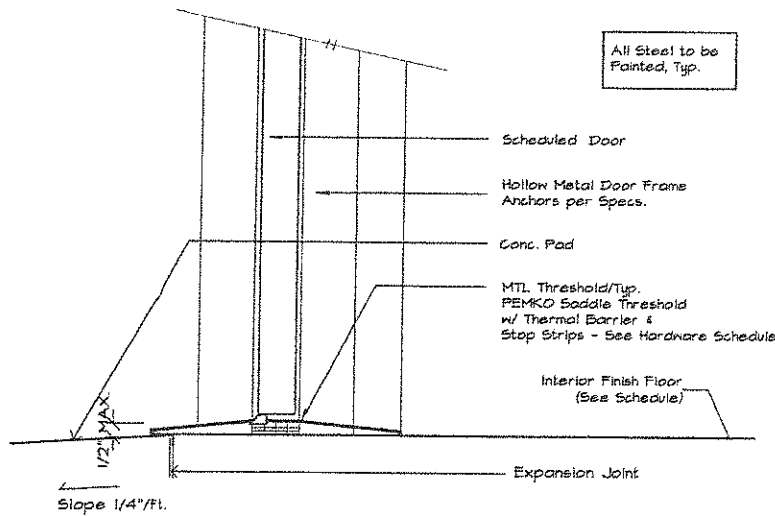 All Steel to be
Painted, Typ.
Scheduled Door
Hollow Metal Door Frame
Anchors per Specs.
Conc. Pad
MTL. Threshold/Typ.
PEMKO Saddle Threshold
w/ Thermal Barrier &
Stop Strips - See Hardware Schedule
Interior Finish Floor
(See Schedule)
1/2" MAX.
Expansion Joint
Slope 1/4"/Ft.